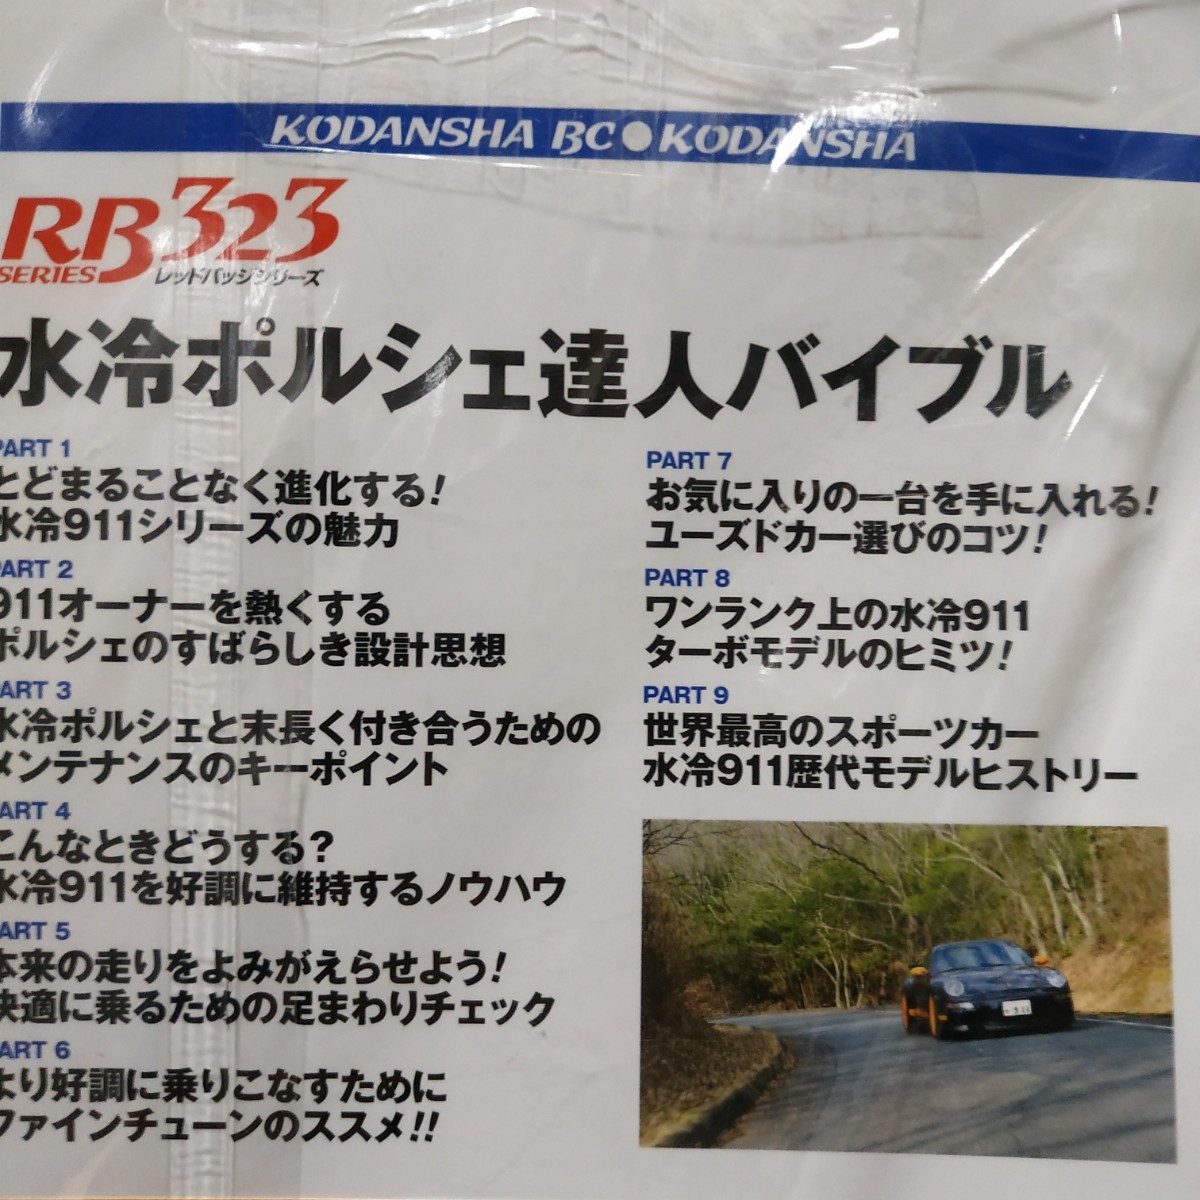 KODANSHA BC●KODANSHA
RB323
SERIES レッドバッジシリーズ
水冷ポルシェ達人バイブル
PART 1
とどまることなく進化する!
水冷911シリーズの魅力
PART 2
911オーナーを熱くする
ポルシェのすばらしき設計思想
PART 3
水冷ポルシェと末長く付き合うための
メンテナンスのキーポイント
PART 4
こんなときどうする?
水冷911を好調に維持するノウハウ
PART 5
本来の走りをよみがえらせよう!
快適に乗るための足まわりチェック
PART 6
より好調に乗りこなすために
ファインチューンのススメ!!
PART 7
お気に入りの一台を手に入れる!
ユーズドカー選びのコツ!
PART 8
ワンランク上の水冷911
ターボモデルのヒミツ!
PART 9
世界最高のスポーツカー
水冷911歴代モデルヒストリー